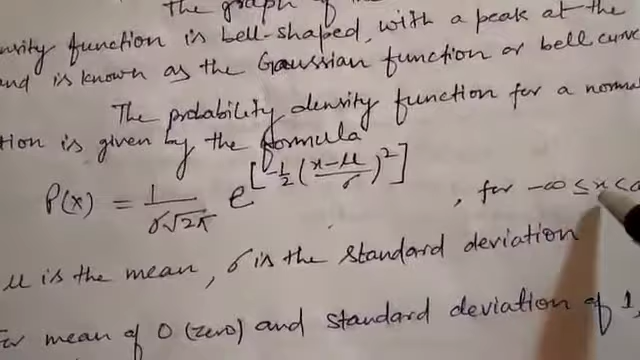 The graph of
nsity function is bell-shaped, with a peak at the
and is known as the Gaussian function or bell curve
The probability density function for a norma
tion is given by the formula
P(x) = 1/(σ√2π) e^[-1/2((x-μ)/σ)^2] , for -∞ ≤ x <
μ is the mean, σ is the standard deviation
For mean of 0 (zero) and standard deviation of 1,